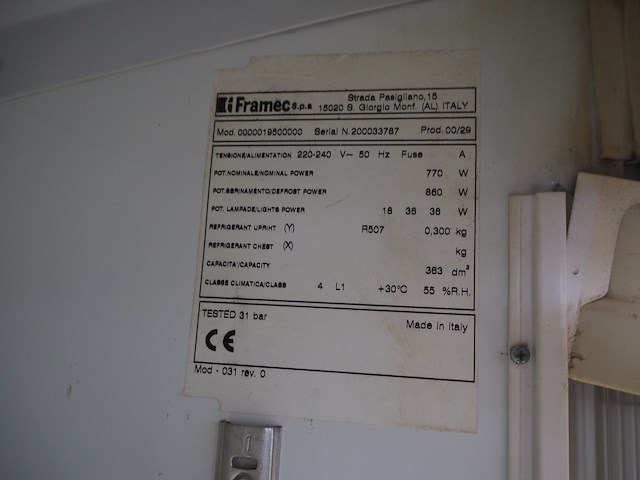 Framec S.p.a Strada Pasigliano,15
15020 S. Giorgio Monf. (AL) ITALY
Mod. 0000019500000 Serial N.200033787 Prod. 00/29
TENSIONE/ALIMENTATION 220-240 V~ 50 Hz Fuse A
POT.NOMINALE/NOMINAL POWER 770 W
POT.SBRINAMENTO/DEFROST POWER 860 W
POT. LAMPADE/LIGHTS POWER 18 36 36 W
REFRIGERANT UPRIHT (Y) R507 0,300 kg
REFRIGERANT CHEST (X) kg
CAPACITA'/CAPACITY 363 dm³
CLASSE CLIMATICA/CLASS 4 L1 +30°C 55 %R.H.
TESTED 31 bar Made in Italy
CE
Mod - 031 rev. 0